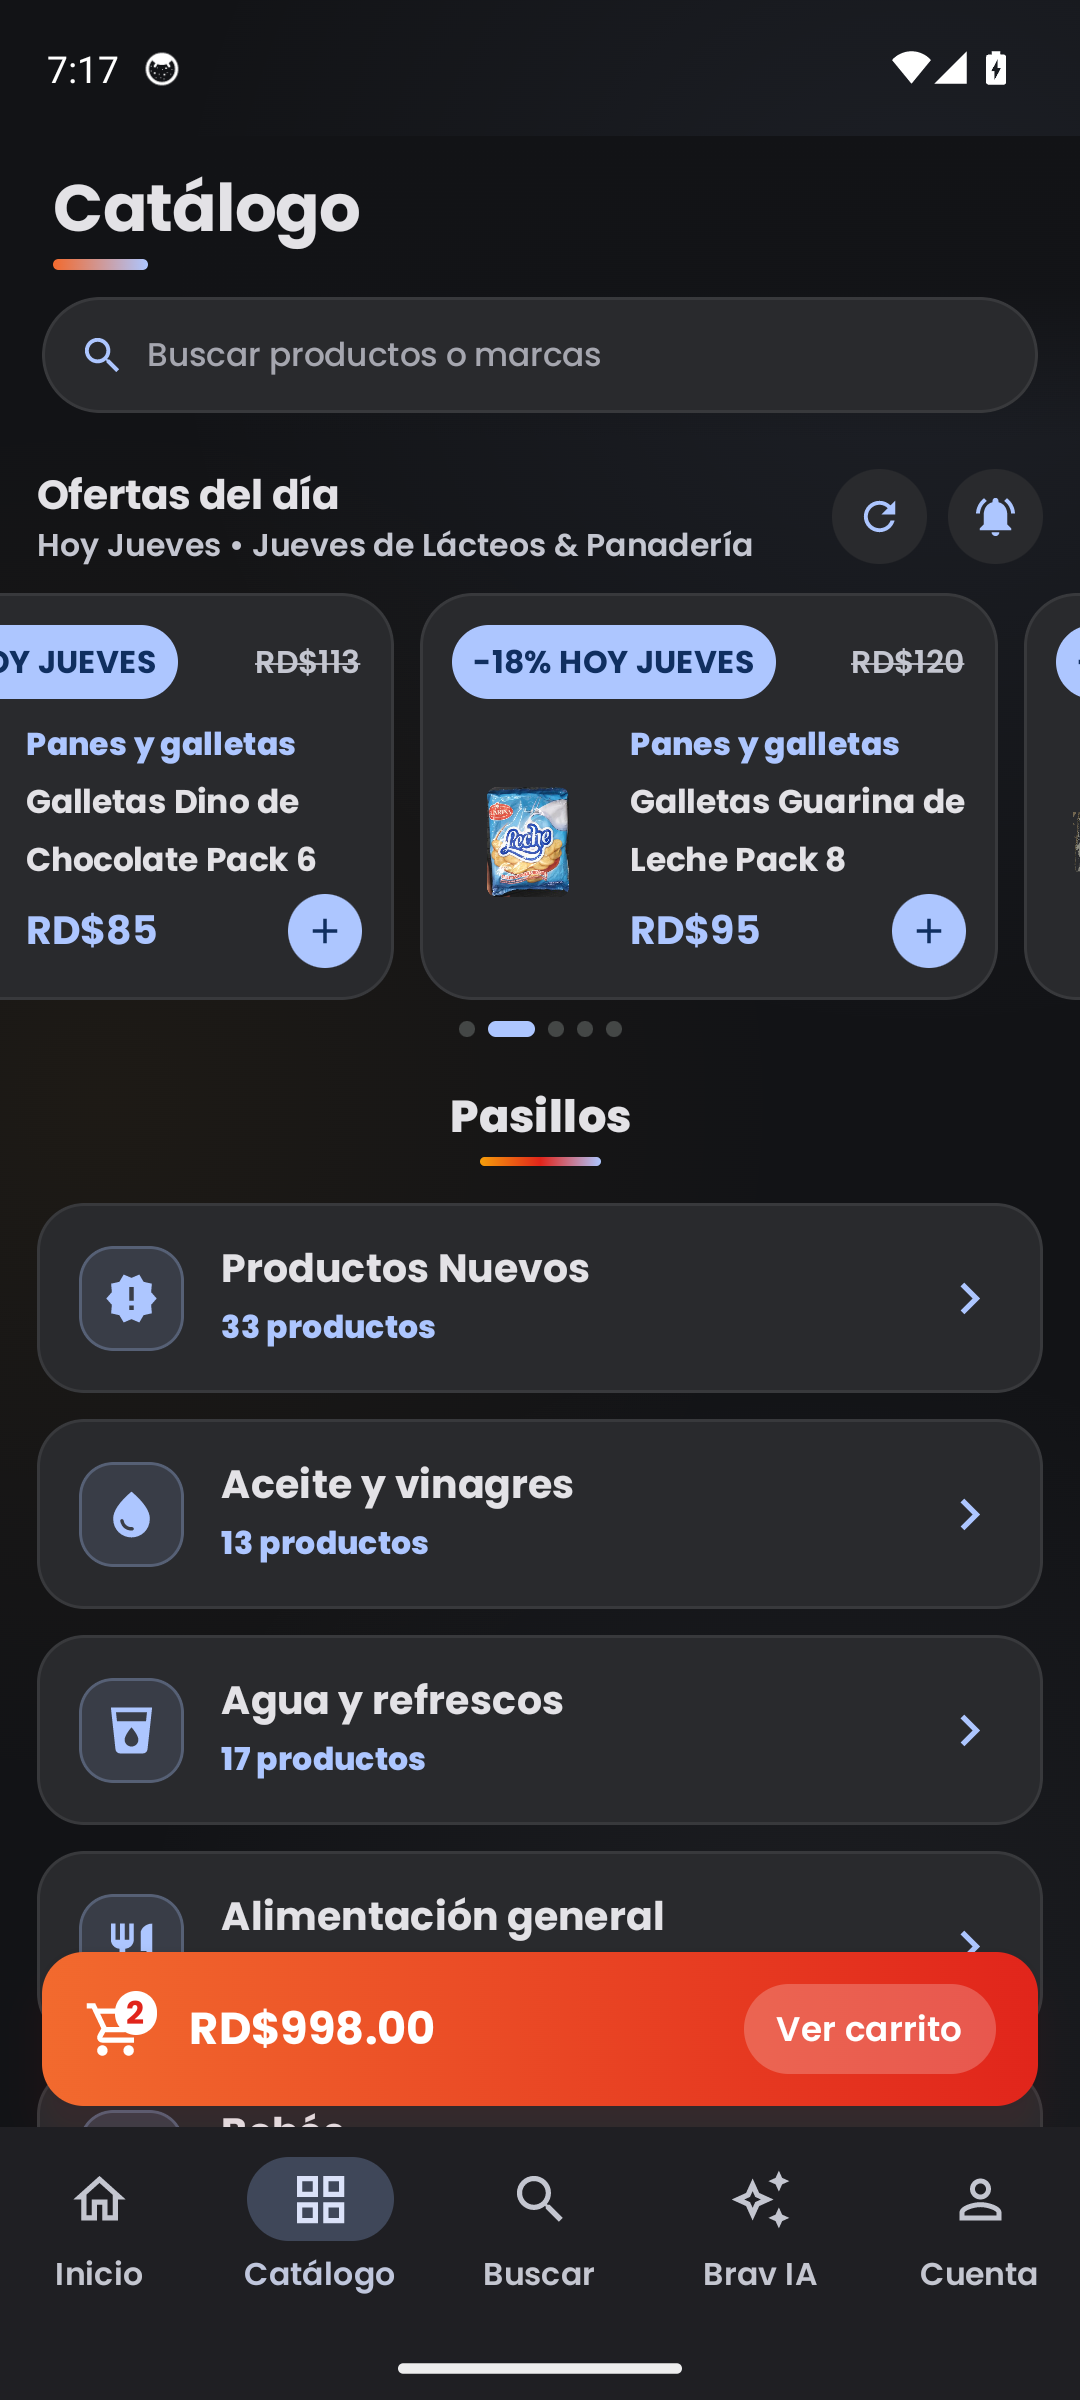 7:17
Catálogo
Buscar productos o marcas
Ofertas del día
Hoy Jueves • Jueves de Lácteos & Panadería
OY JUEVES
RD$113
Panes y galletas
Galletas Dino de
Chocolate Pack 6
RD$85
-18% HOY JUEVES
RD$120
Panes y galletas
Galletas Guarina de
Leche Pack 8
RD$95
Leche
Pasillos
Productos Nuevos
33 productos
Aceite y vinagres
13 productos
Agua y refrescos
17 productos
Alimentación general
2
RD$998.00
Ver carrito
Inicio
Catálogo
Buscar
Brav IA
Cuenta